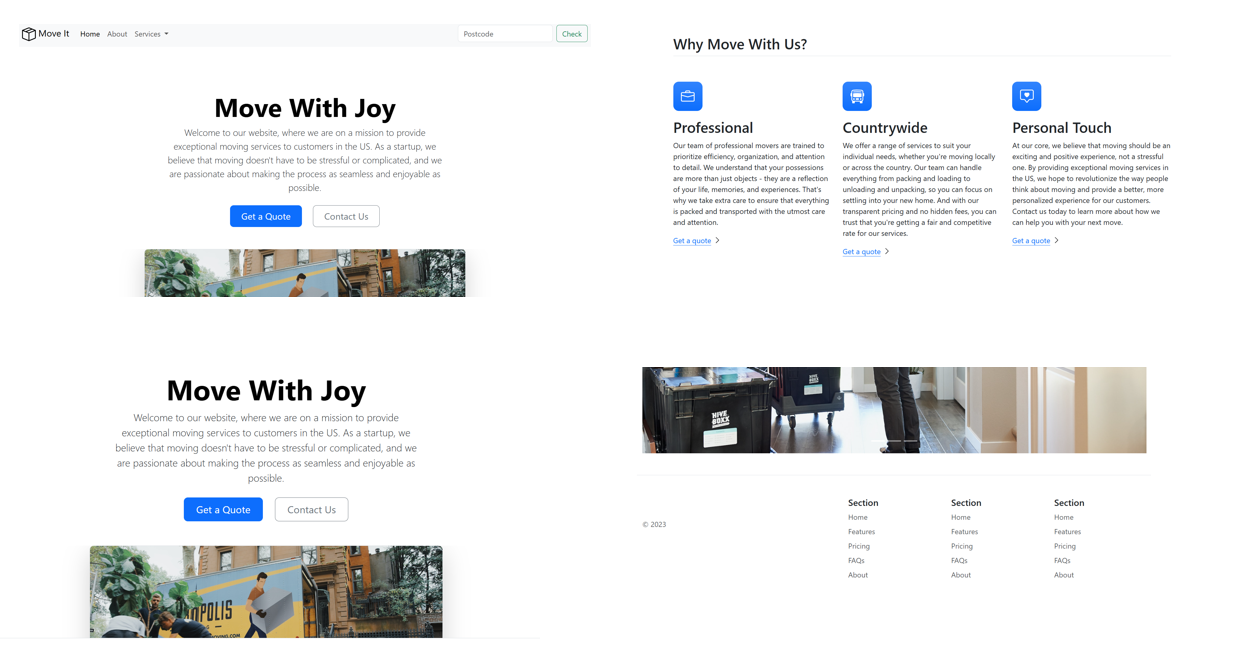 Move It
Home
About
Services
Postcode
Check
Move With Joy
Welcome to our website, where we are on a mission to provide
exceptional moving services to customers in the US. As a startup, we
believe that moving doesn't have to be stressful or complicated, and we
are passionate about making the process as seamless and enjoyable as
possible.
Get a Quote
Contact Us
Why Move With Us?
Professional
Our team of professional movers are trained to
prioritize efficiency, organization, and attention
to detail. We understand that your possessions
are more than just objects - they are a reflection
of your life, memories, and experiences. That's
why we take extra care to ensure that everything
is packed and transported with the utmost care
and attention.
Get a quote
Countrywide
We offer a range of services to suit your
individual needs, whether you're moving locally
or across the country. Our team can handle
everything from packing and loading to
unloading and unpacking, so you can focus on
settling into your new home. And with our
transparent pricing and no hidden fees, you can
trust that you're getting a fair and competitive
rate for our services.
Get a quote
Personal Touch
At our core, we believe that moving should be an
exciting and positive experience, not a stressful
one. By providing exceptional moving services in
the US, we hope to revolutionize the way people
think about moving and provide a better, more
personalized experience for our customers.
Contact us today to learn more about how we
can help you with your next move.
Get a quote
Move With Joy
Welcome to our website, where we are on a mission to provide
exceptional moving services to customers in the US. As a startup, we
believe that moving doesn't have to be stressful or complicated, and we
are passionate about making the process as seamless and enjoyable as
possible.
Get a Quote
Contact Us
OPOLIS
MOVING.COM
HIVE
BOXX
© 2023
Section
Home
Features
Pricing
FAQs
About
Section
Home
Features
Pricing
FAQs
About
Section
Home
Features
Pricing
FAQs
About